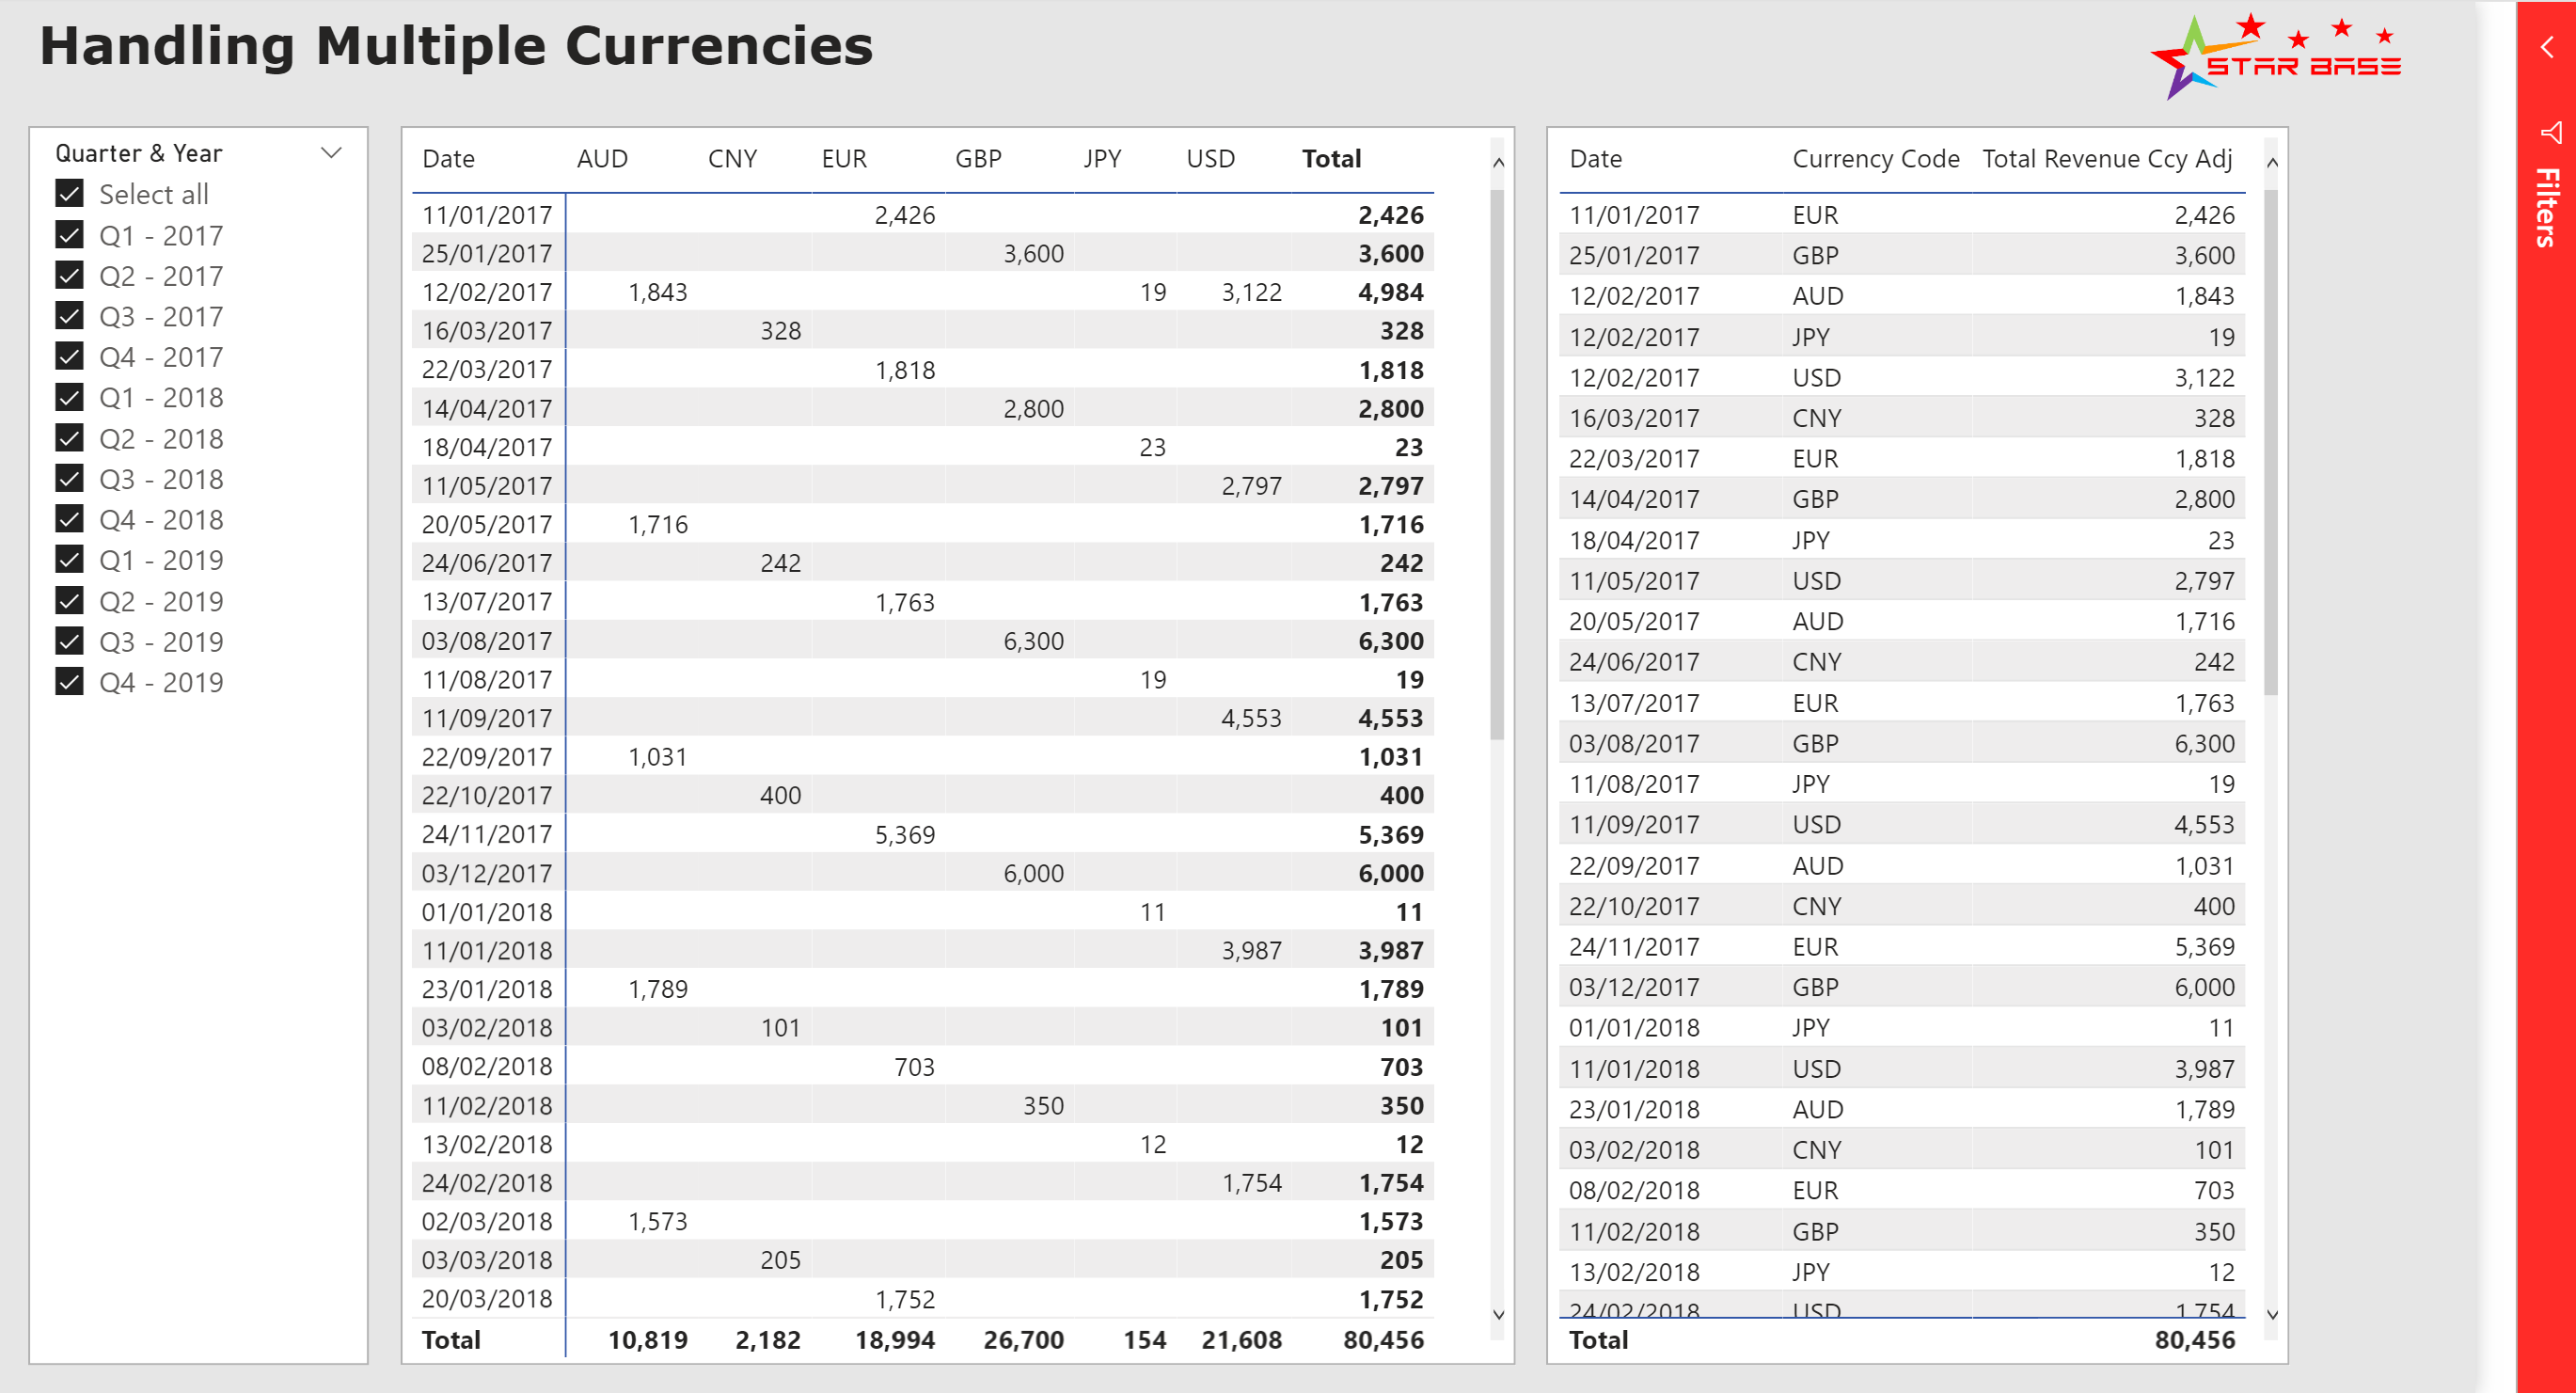 Handling Multiple Currencies
STAR BASE
Filters
Quarter & Year
Select all
Q1 - 2017
Q2 - 2017
Q3 - 2017
Q4 - 2017
Q1 - 2018
Q2 - 2018
Q3 - 2018
Q4 - 2018
Q1 - 2019
Q2 - 2019
Q3 - 2019
Q4 - 2019
Date AUD CNY EUR GBP JPY USD Total
11/01/2017 2,426 2,426
25/01/2017 3,600 3,600
12/02/2017 1,843 19 3,122 4,984
16/03/2017 328 328
22/03/2017 1,818 1,818
14/04/2017 2,800 2,800
18/04/2017 23 23
11/05/2017 2,797 2,797
20/05/2017 1,716 1,716
24/06/2017 242 242
13/07/2017 1,763 1,763
03/08/2017 6,300 6,300
11/08/2017 19 19
11/09/2017 4,553 4,553
22/09/2017 1,031 1,031
22/10/2017 400 400
24/11/2017 5,369 5,369
03/12/2017 6,000 6,000
01/01/2018 11 11
11/01/2018 3,987 3,987
23/01/2018 1,789 1,789
03/02/2018 101 101
08/02/2018 703 703
11/02/2018 350 350
13/02/2018 12 12
24/02/2018 1,754 1,754
02/03/2018 1,573 1,573
03/03/2018 205 205
20/03/2018 1,752 1,752
Total 10,819 2,182 18,994 26,700 154 21,608 80,456
Date Currency Code Total Revenue Ccy Adj
11/01/2017 EUR 2,426
25/01/2017 GBP 3,600
12/02/2017 AUD 1,843
12/02/2017 JPY 19
12/02/2017 USD 3,122
16/03/2017 CNY 328
22/03/2017 EUR 1,818
14/04/2017 GBP 2,800
18/04/2017 JPY 23
11/05/2017 USD 2,797
20/05/2017 AUD 1,716
24/06/2017 CNY 242
13/07/2017 EUR 1,763
03/08/2017 GBP 6,300
11/08/2017 JPY 19
11/09/2017 USD 4,553
22/09/2017 AUD 1,031
22/10/2017 CNY 400
24/11/2017 EUR 5,369
03/12/2017 GBP 6,000
01/01/2018 JPY 11
11/01/2018 USD 3,987
23/01/2018 AUD 1,789
03/02/2018 CNY 101
08/02/2018 EUR 703
11/02/2018 GBP 350
13/02/2018 JPY 12
24/02/2018 USD 1,754
Total 80,456